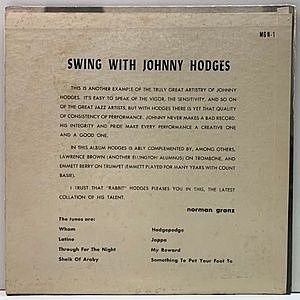 MG N-1
SWING WITH JOHNNY HODGES
THIS IS ANOTHER EXAMPLE OF THE TRULY GREAT ARTISTRY OF JOHNNY
HODGES. IT'S EASY TO SPEAK OF THE VIGOR, THE SENSITIVITY, AND SO ON
OF THE GREAT JAZZ ARTISTS, BUT WITH HODGES THERE IS YET THAT QUALITY
OF CONSISTENCY OF PERFORMANCE. JOHNNY NEVER MAKES A BAD RECORD.
HIS INTEGRITY AND PRIDE MAKE EVERY PERFORMANCE A CREATIVE ONE
AND A GOOD ONE.
IN THIS ALBUM HODGES IS ABLY COMPLEMENTED BY, AMONG OTHERS,
LAWRENCE BROWN (ANOTHER ELLINGTON ALUMNUS) ON TROMBONE, AND
EMMETT BERRY ON TRUMPET (EMMETT PLAYED FOR MANY YEARS WITH COUNT
BASIE).
I TRUST THAT "RABBIT" HODGES PLEASES YOU IN THIS, THE LATEST
COLLATION OF HIS TALENT.
norman granz
The tunes are:
Wham
Latino
Through For The Night
Sheik Of Araby
Hodgepodge
Jappa
My Reward
Something To Pat Your Foot To